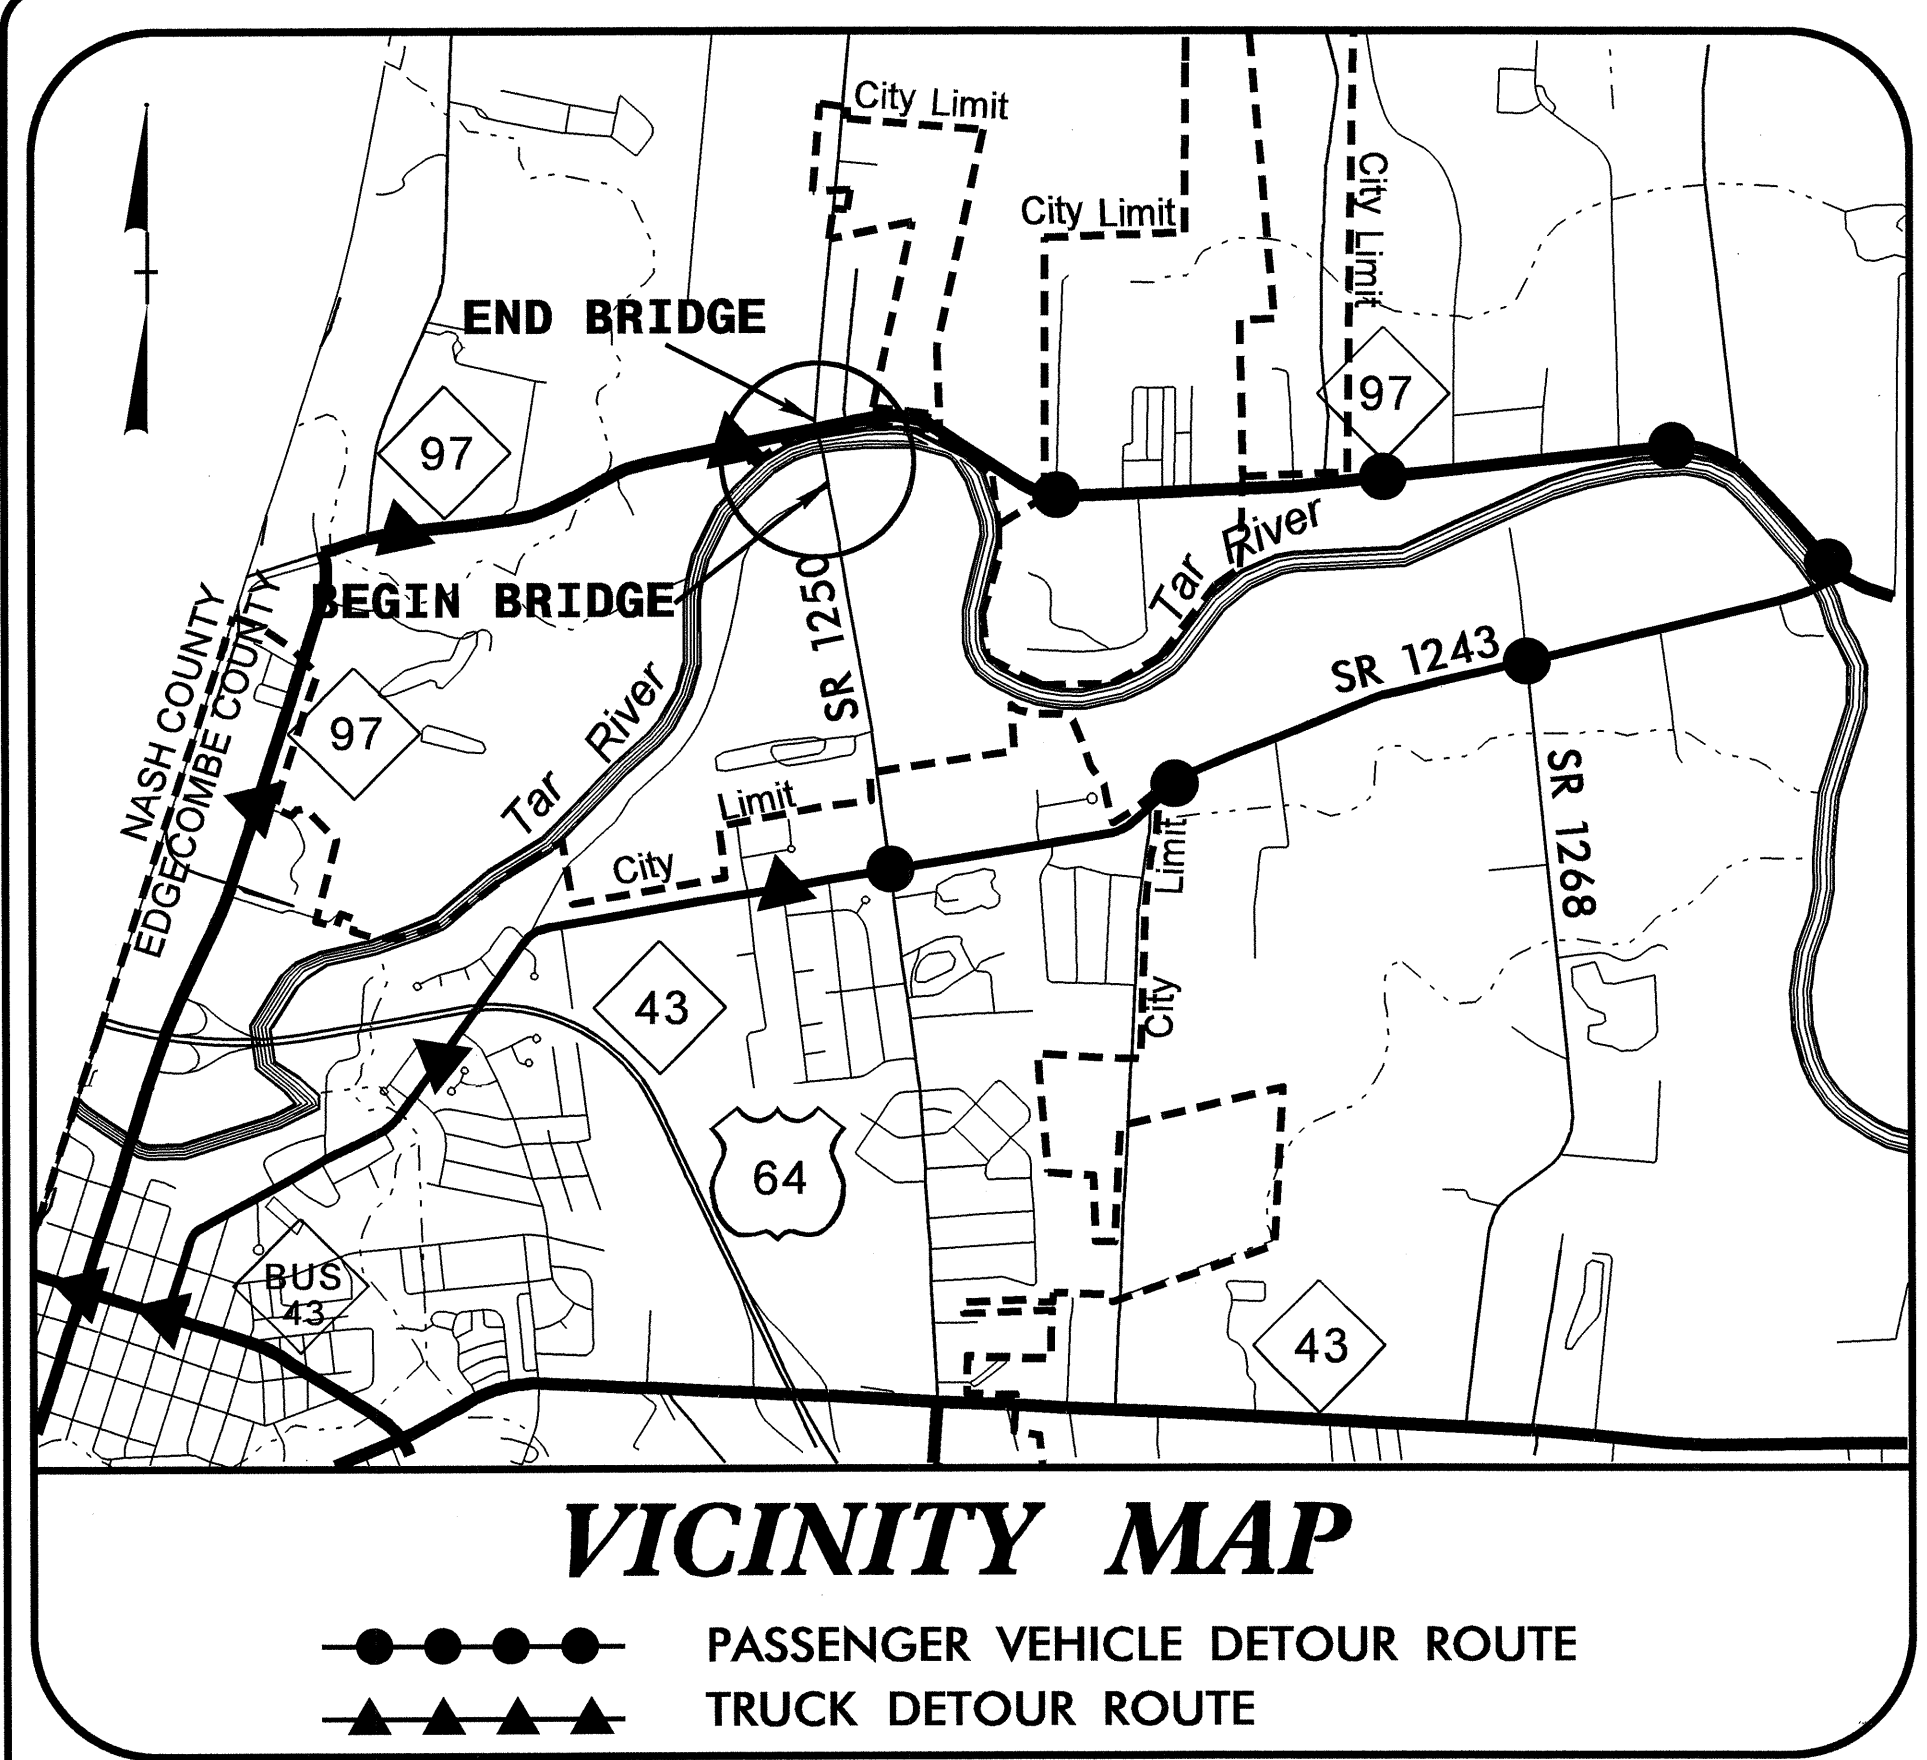 City Limit
City Limit
City Limit
END BRIDGE
97
97
BEGIN BRIDGE
Tar River
SR 1250
NASH COUNTY
EDGECOMBE COUNTY
97
Tar River
SR 1243
City Limit
SR 1268
City Limit
43
64
BUS
43
43
VICINITY MAP
PASSENGER VEHICLE DETOUR ROUTE
TRUCK DETOUR ROUTE